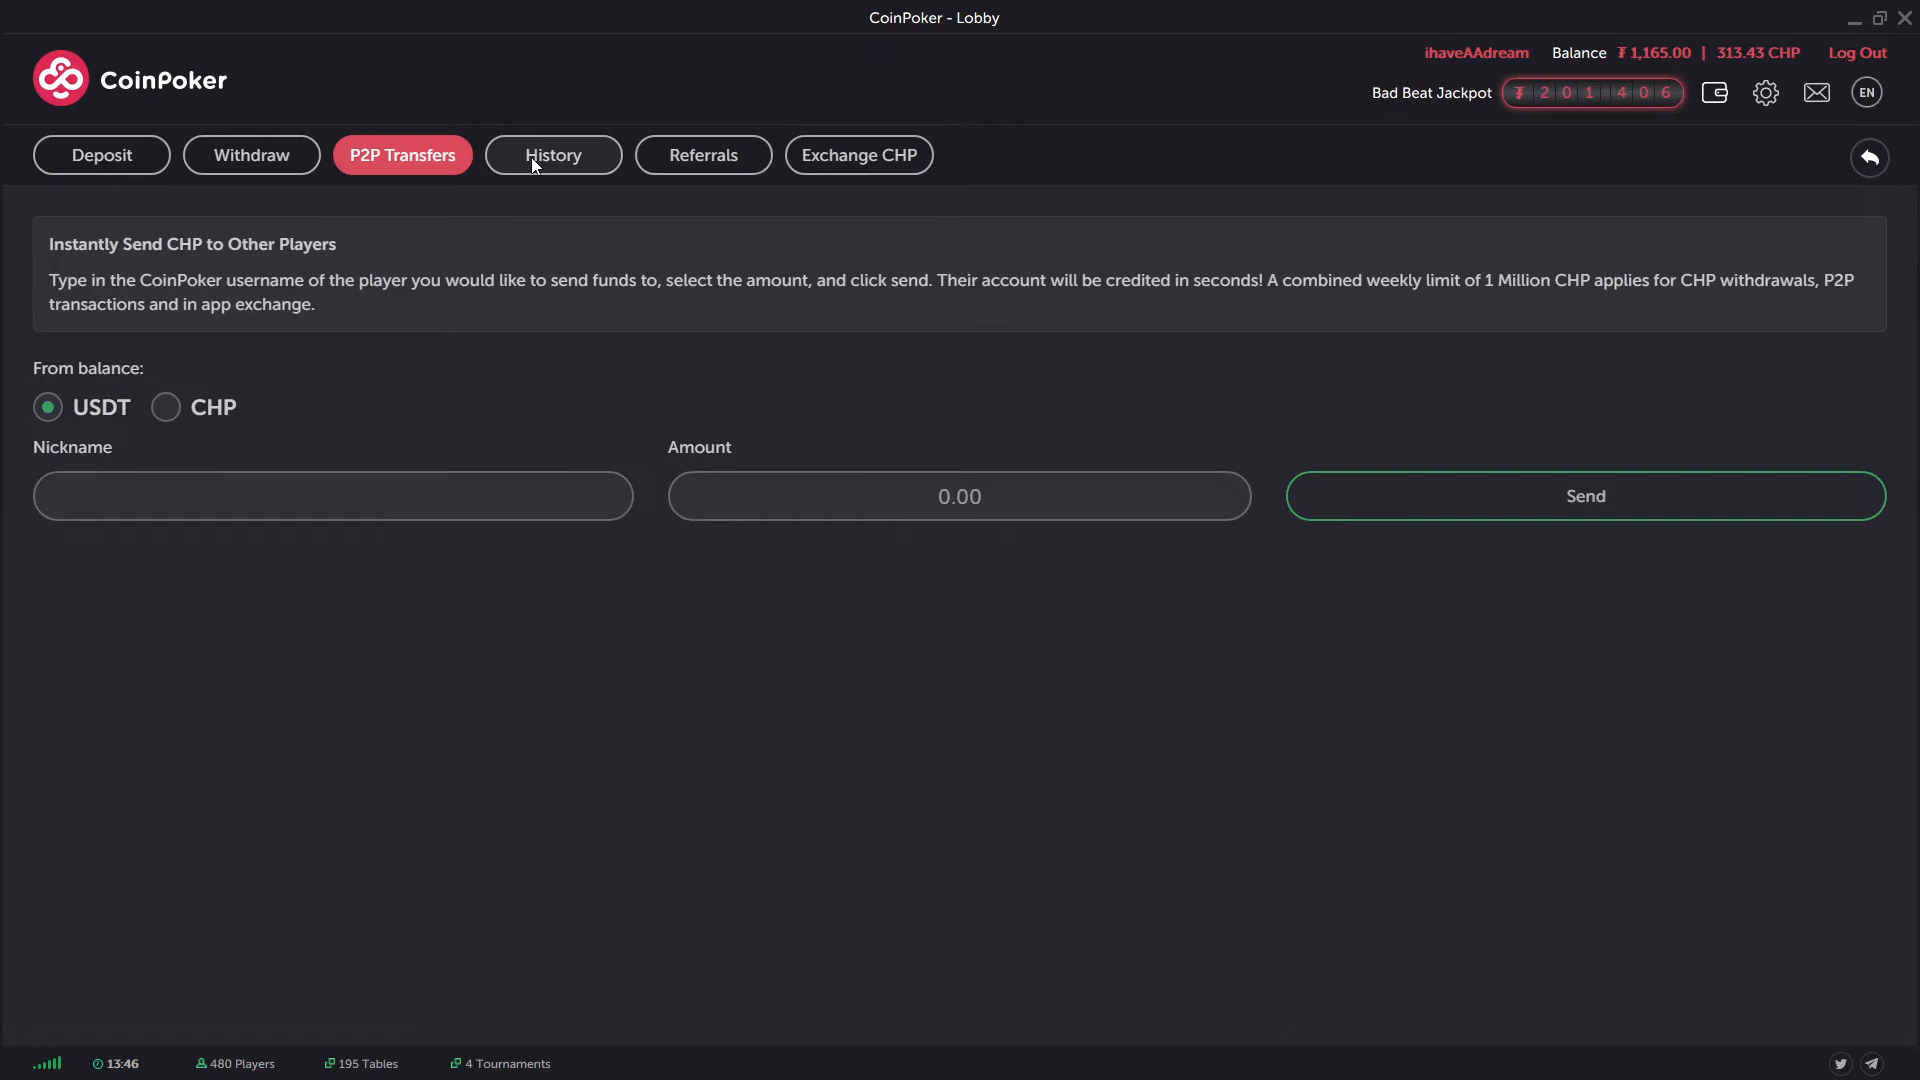 CoinPoker - Lobby
CoinPoker
ihaveAAdream Balance ₮ 1,165.00 | 313.43 CHP Log Out
Bad Beat Jackpot ₮ 201 406 EN
Deposit Withdraw P2P Transfers History Referrals Exchange CHP
Instantly Send CHP to Other Players
Type in the CoinPoker username of the player you would like to send funds to, select the amount, and click send. Their account will be credited in seconds! A combined weekly limit of 1 Million CHP applies for CHP withdrawals, P2P
transactions and in app exchange.
From balance:
USDT CHP
Nickname Amount
0.00 Send
13:46 480 Players 195 Tables 4 Tournaments